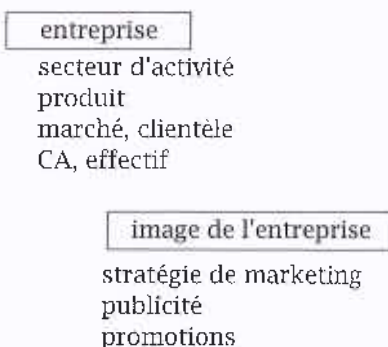 entreprise
secteur d'activité
produit
marché, clientèle
CA, effectif
image de l'entreprise
stratégie de marketing
publicité
promotions